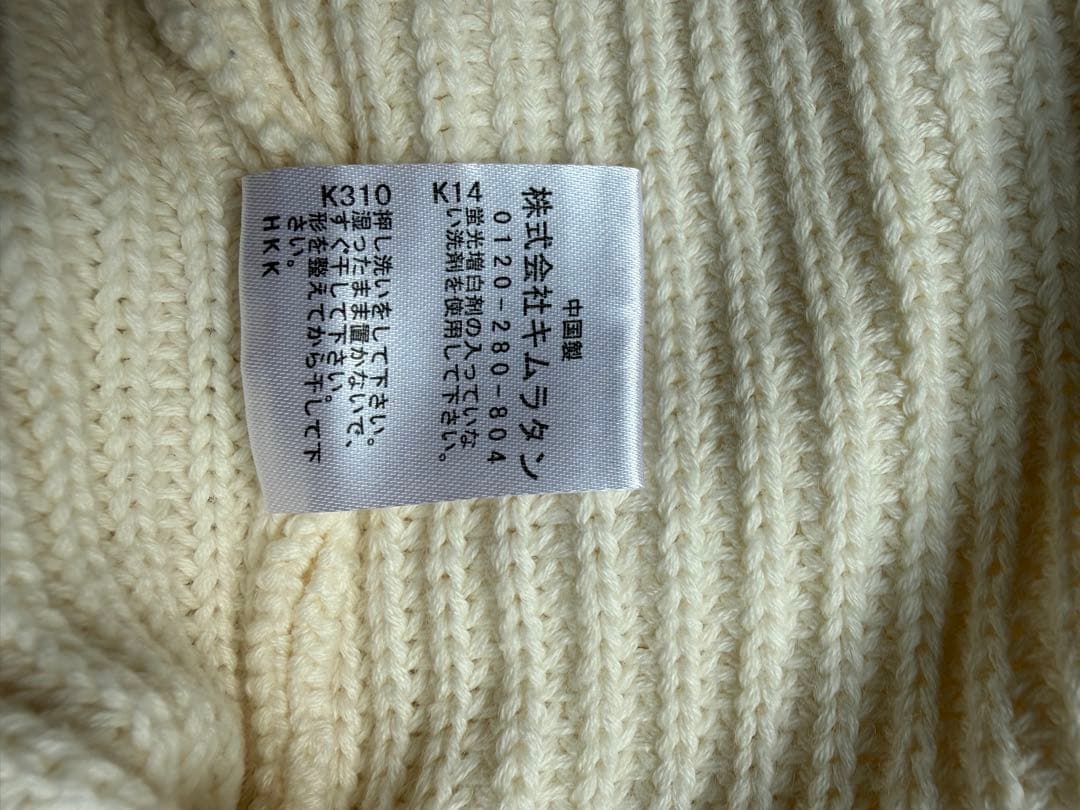 中国製
株式会社キムラタン
0120-280-804
K14 蛍光増白剤の入っていな
K1い洗剤を使用して下さい。
K310 押し洗いをして下さい。
湿ったまま置かないで、
すぐ干して下さい。
形を整えてから干して下
さい。
HKK